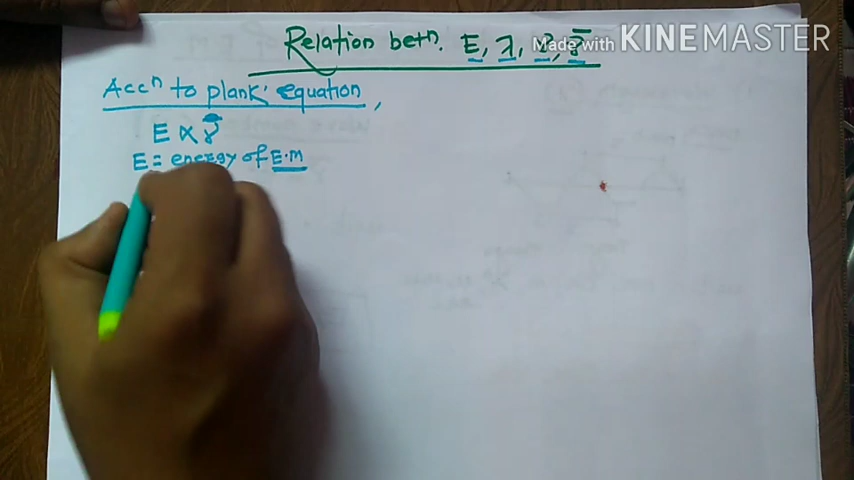 Relation betn. E, λ, ν, ν̄
Made with KINEMASTER
Accn to plank' equation,
E ∝ ν
E = energy of E.M